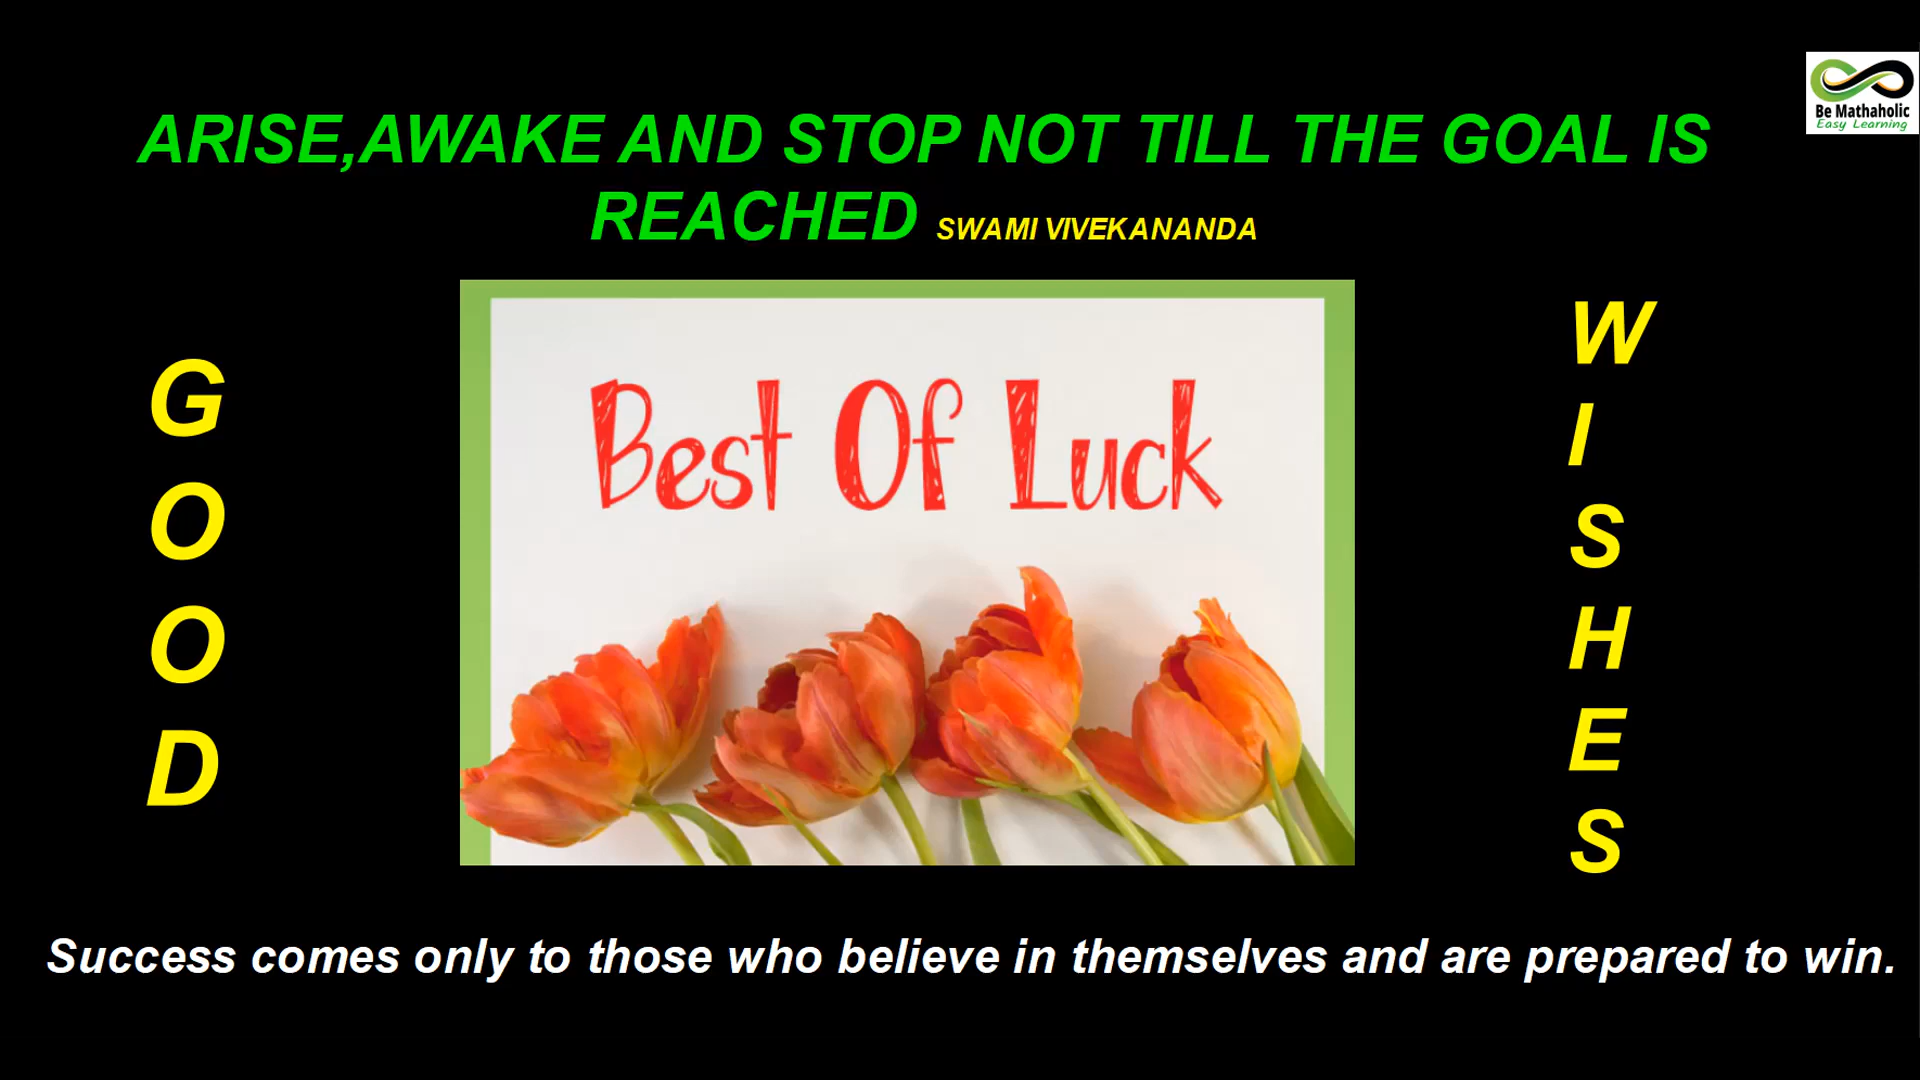 Be Mathaholic
Easy Learning
ARISE,AWAKE AND STOP NOT TILL THE GOAL IS
REACHED SWAMI VIVEKANANDA
G
O
O
D
Best Of Luck
W
I
S
H
E
S
Success comes only to those who believe in themselves and are prepared to win.